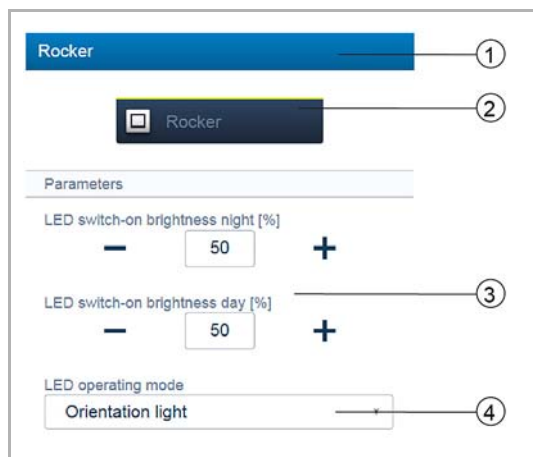 Rocker
1
2
Rocker
Parameters
LED switch-on brightness night [%]
50
3
LED switch-on brightness day [%]
50
LED operating mode
Orientation light
4